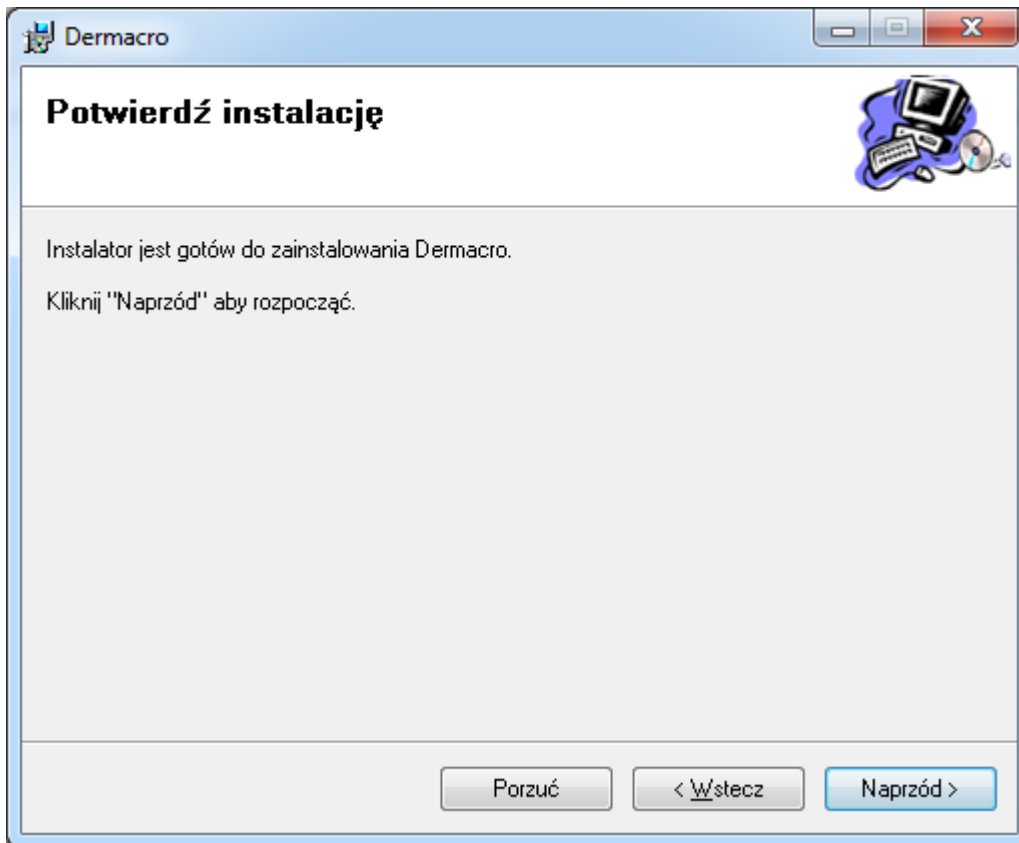 Dermacro
Potwierdź instalację
Instalator jest gotów do zainstalowania Dermacro.
Kliknij "Naprzód" aby rozpocząć.
Porzuć
< Wstecz
Naprzód >